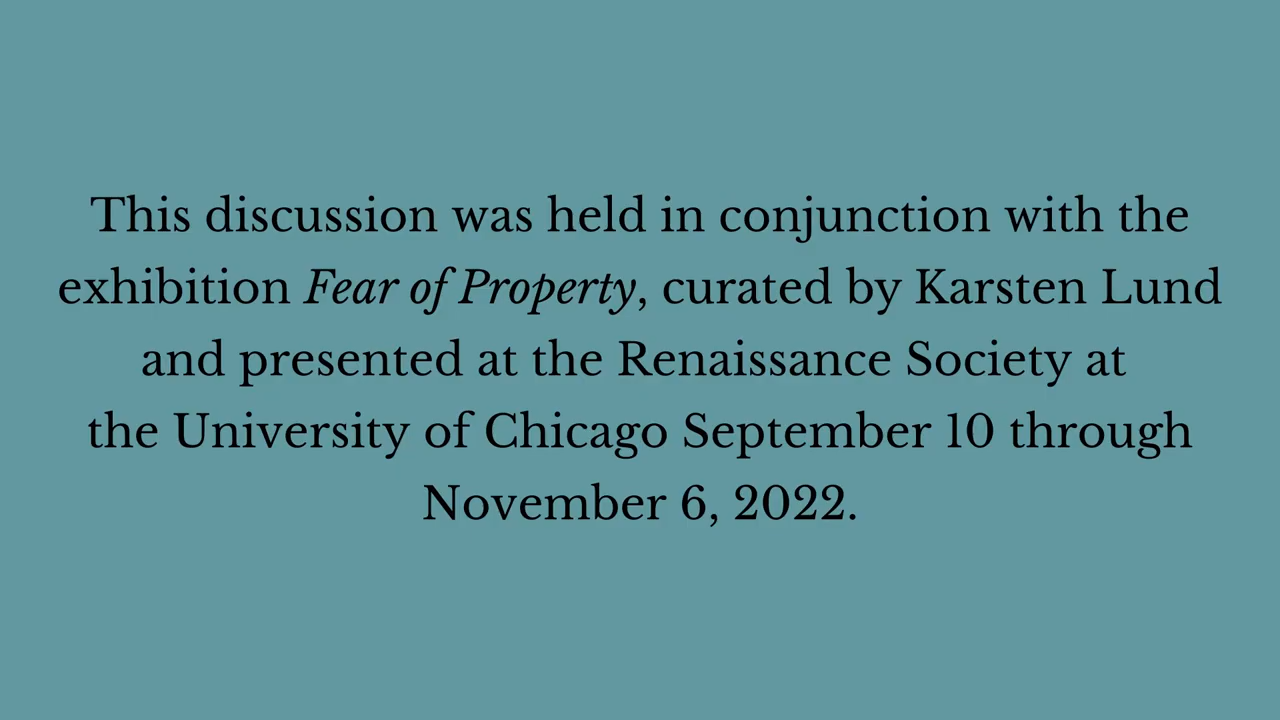 This discussion was held in conjunction with the
exhibition Fear of Property, curated by Karsten Lund
and presented at the Renaissance Society at
the University of Chicago September 10 through
November 6, 2022.